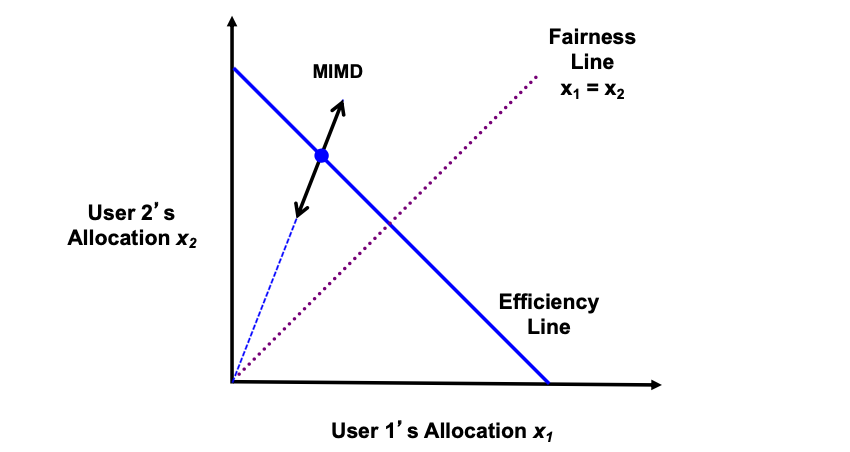 Fairness
Line
x₁ = x₂
MIMD
User 2’s
Allocation x₂
Efficiency
Line
User 1’s Allocation x₁